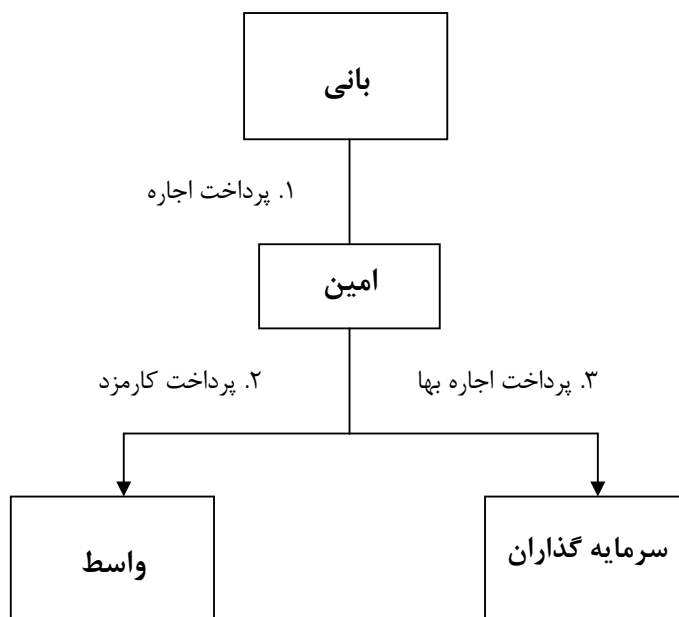 بانی
۱. پرداخت اجاره
امین
۳. پرداخت اجاره بها
۲. پرداخت کارمزد
سرمایه گذاران
واسط